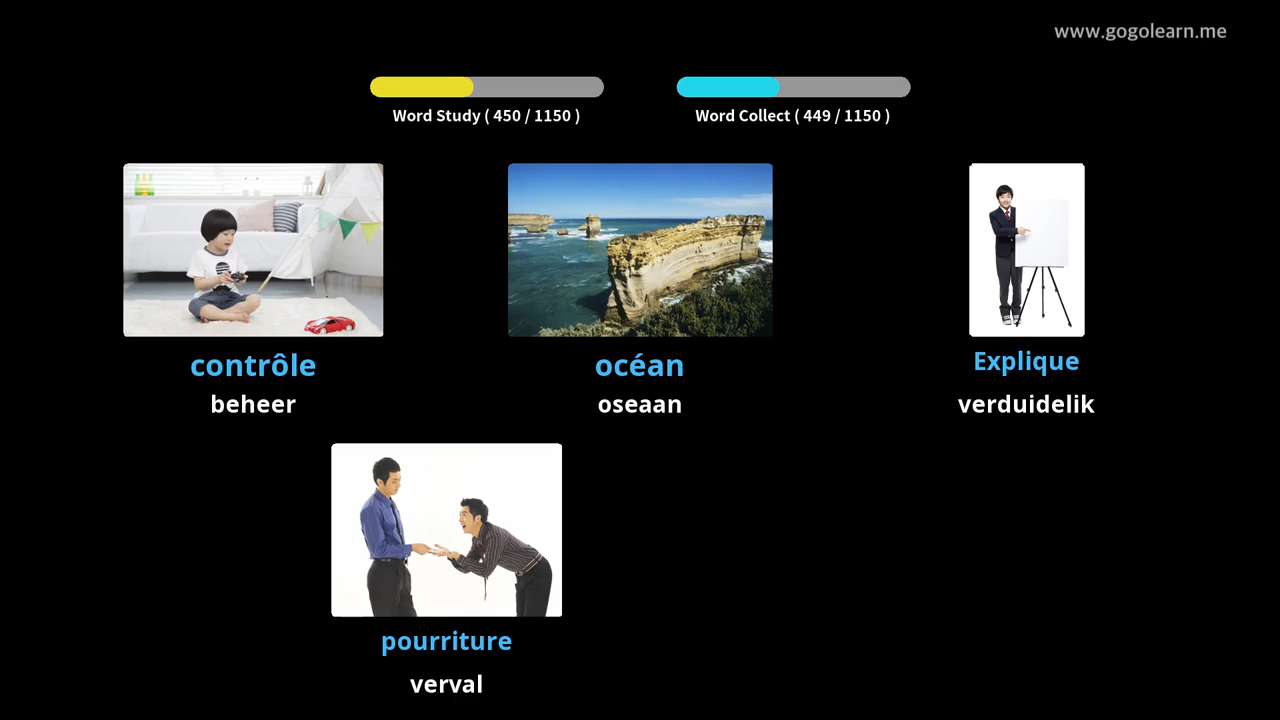 www.gogolearn.me
Word Study ( 450 / 1150 )
Word Collect ( 449 / 1150 )
contrôle
beheer
océan
oseaan
Explique
verduidelik
pourriture
verval